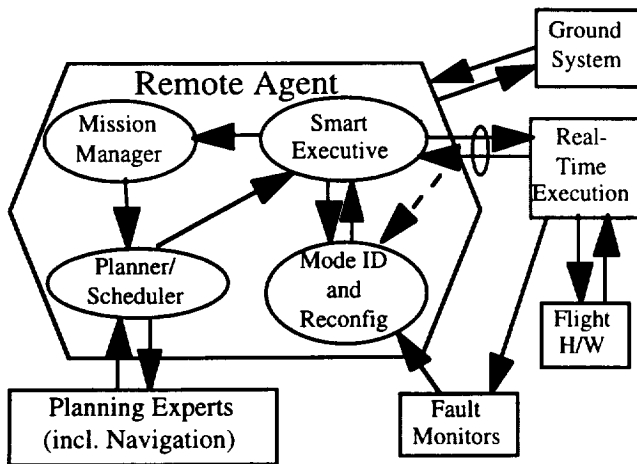 Ground
System
Remote Agent
Mission
Manager
Smart
Executive
Real-
Time
Execution
Planner/
Scheduler
Mode ID
and
Reconfig
Flight
H/W
Planning Experts
(incl. Navigation)
Fault
Monitors